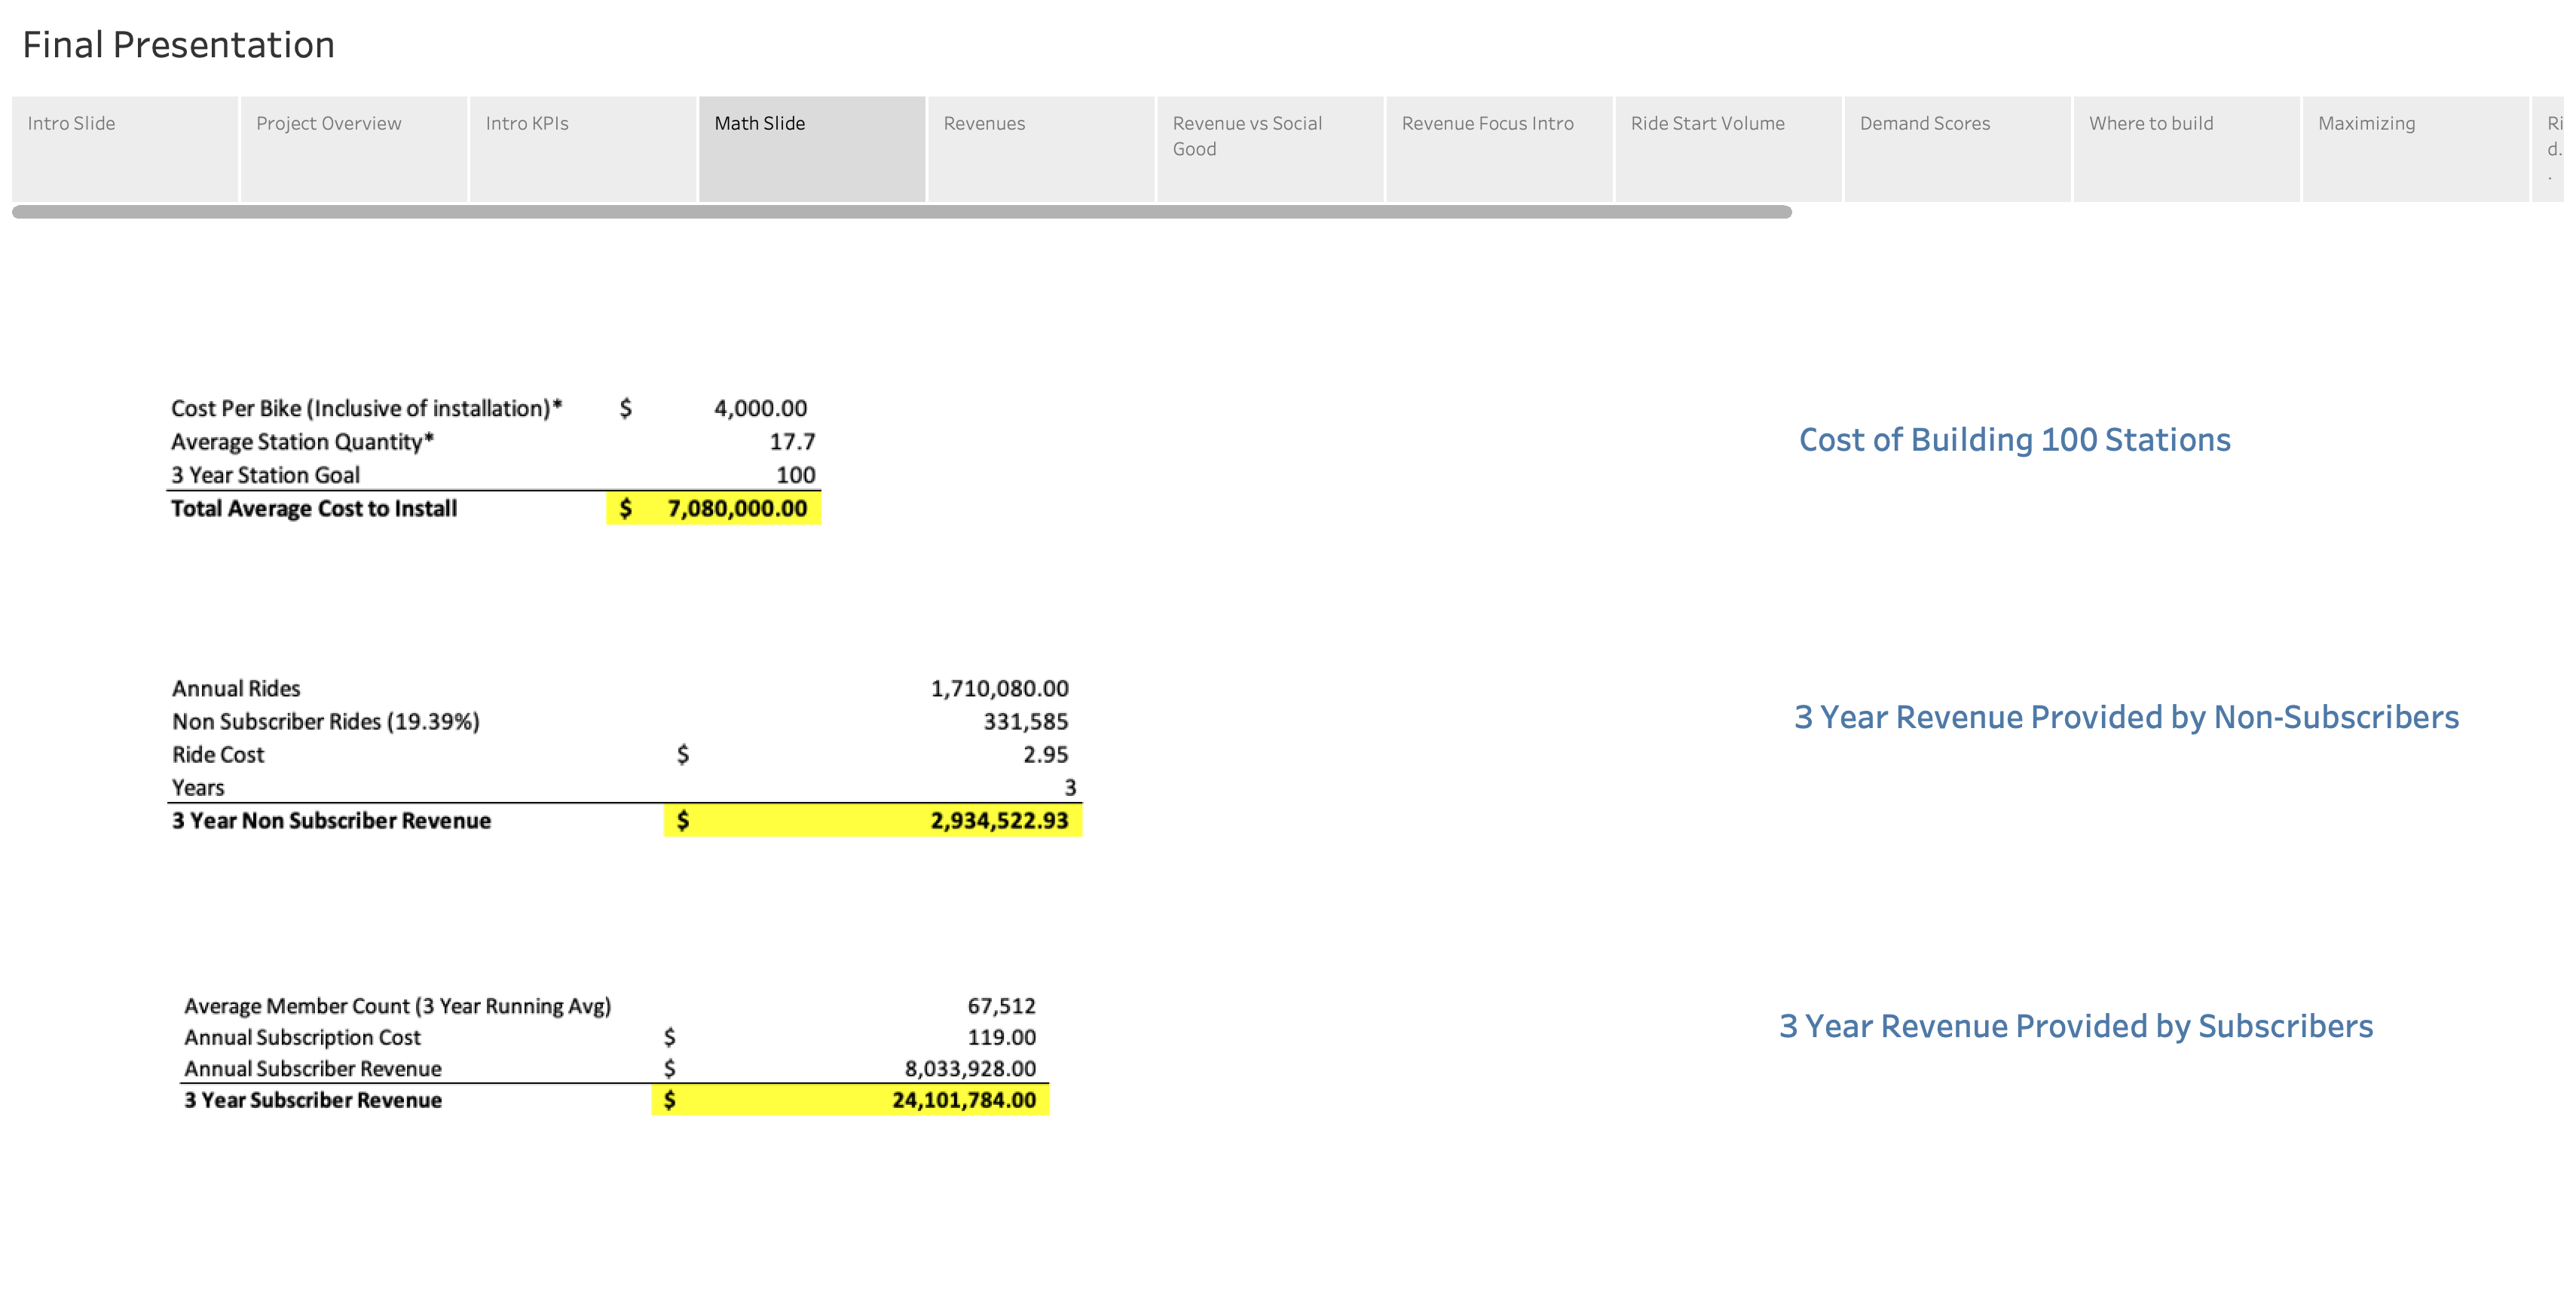 Final Presentation
Intro Slide
Project Overview
Intro KPIs
Math Slide
Revenues
Revenue vs Social
Good
Revenue Focus Intro
Ride Start Volume
Demand Scores
Where to build
Maximizing
Ri
d.
.
Cost Per Bike (Inclusive of installation)* $ 4,000.00
Average Station Quantity* 17.7
3 Year Station Goal 100
Total Average Cost to Install $ 7,080,000.00
Cost of Building 100 Stations
Annual Rides 1,710,080.00
Non Subscriber Rides (19.39%) 331,585
Ride Cost $ 2.95
Years 3
3 Year Non Subscriber Revenue $ 2,934,522.93
3 Year Revenue Provided by Non-Subscribers
Average Member Count (3 Year Running Avg) 67,512
Annual Subscription Cost $ 119.00
Annual Subscriber Revenue $ 8,033,928.00
3 Year Subscriber Revenue $ 24,101,784.00
3 Year Revenue Provided by Subscribers